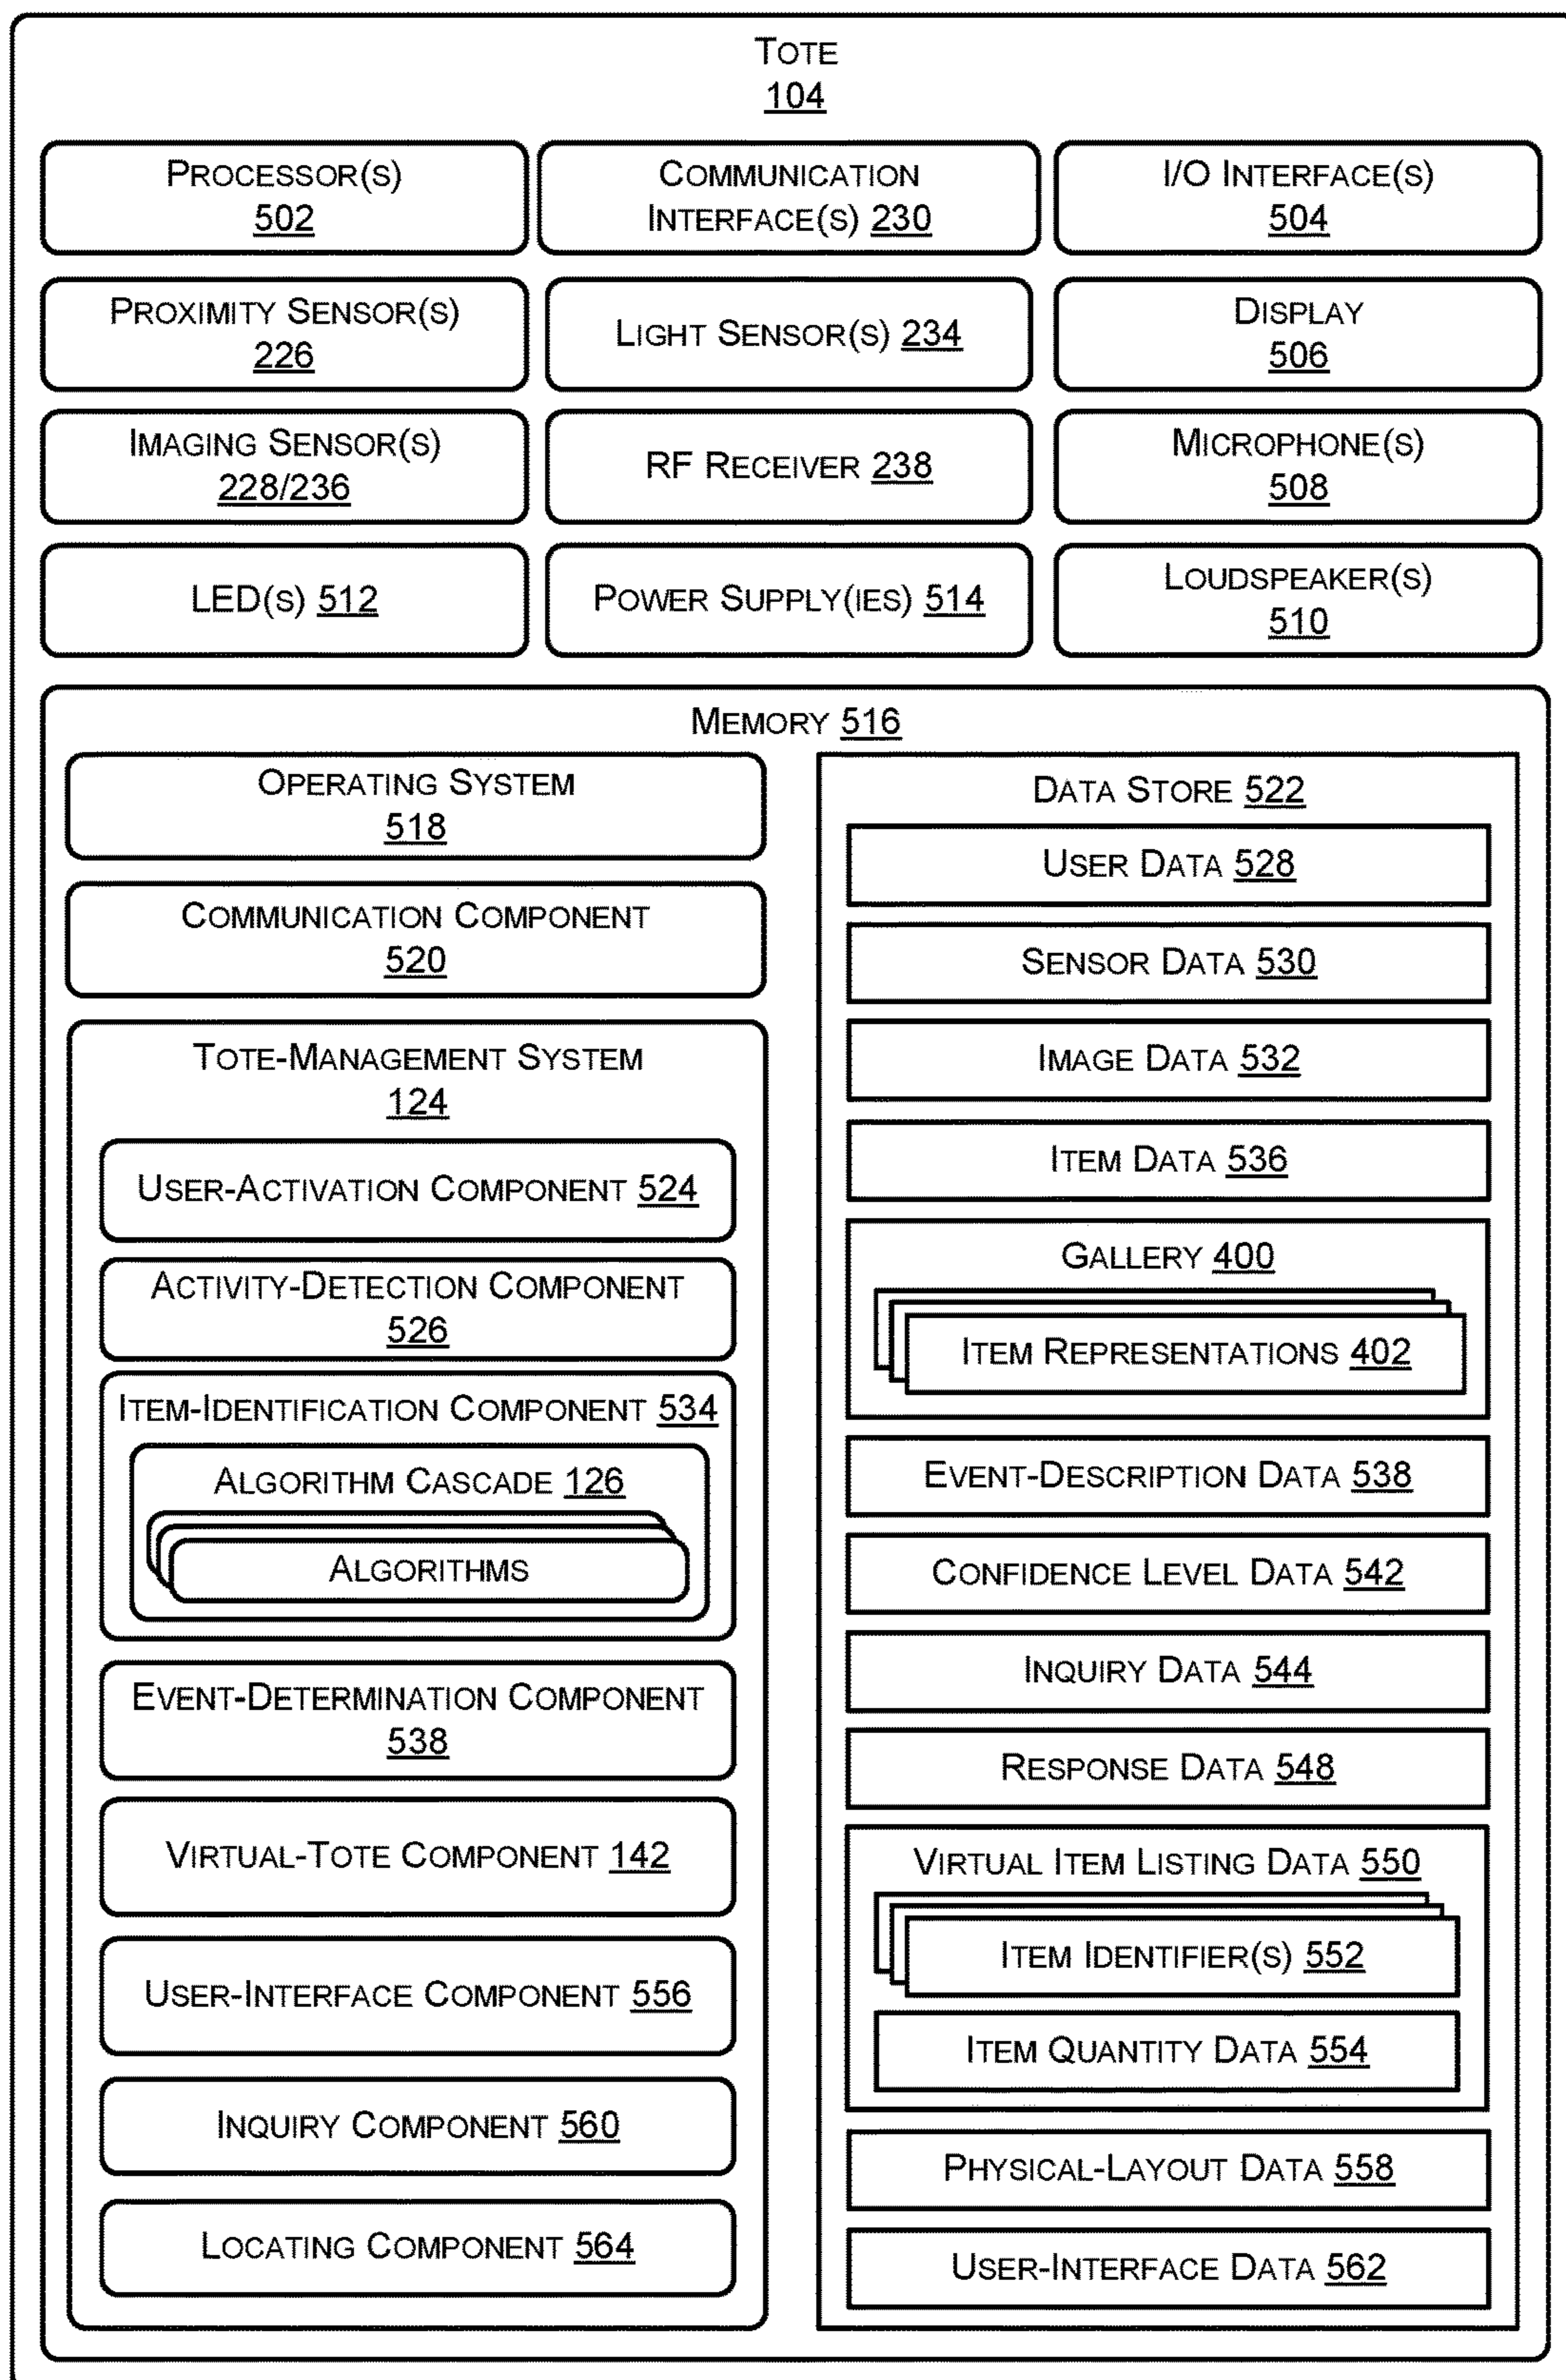 TOTE
104
PROCESSOR(S)
502
COMMUNICATION
INTERFACE(S) 230
I/O INTERFACE(S)
504
PROXIMITY SENSOR(S)
226
LIGHT SENSOR(S) 234
DISPLAY
506
IMAGING SENSOR(S)
228/236
RF RECEIVER 238
MICROPHONE(S)
508
LED(S) 512
POWER SUPPLY(IES) 514
LOUDSPEAKER(S)
510
MEMORY 516
OPERATING SYSTEM
518
COMMUNICATION COMPONENT
520
TOTE-MANAGEMENT SYSTEM
124
USER-ACTIVATION COMPONENT 524
ACTIVITY-DETECTION COMPONENT
526
ITEM-IDENTIFICATION COMPONENT 534
ALGORITHM CASCADE 126
ALGORITHMS
EVENT-DETERMINATION COMPONENT
538
VIRTUAL-TOTE COMPONENT 142
USER-INTERFACE COMPONENT 556
INQUIRY COMPONENT 560
LOCATING COMPONENT 564
DATA STORE 522
USER DATA 528
SENSOR DATA 530
IMAGE DATA 532
ITEM DATA 536
GALLERY 400
ITEM REPRESENTATIONS 402
EVENT-DESCRIPTION DATA 538
CONFIDENCE LEVEL DATA 542
INQUIRY DATA 544
RESPONSE DATA 548
VIRTUAL ITEM LISTING DATA 550
ITEM IDENTIFIER(S) 552
ITEM QUANTITY DATA 554
PHYSICAL-LAYOUT DATA 558
USER-INTERFACE DATA 562